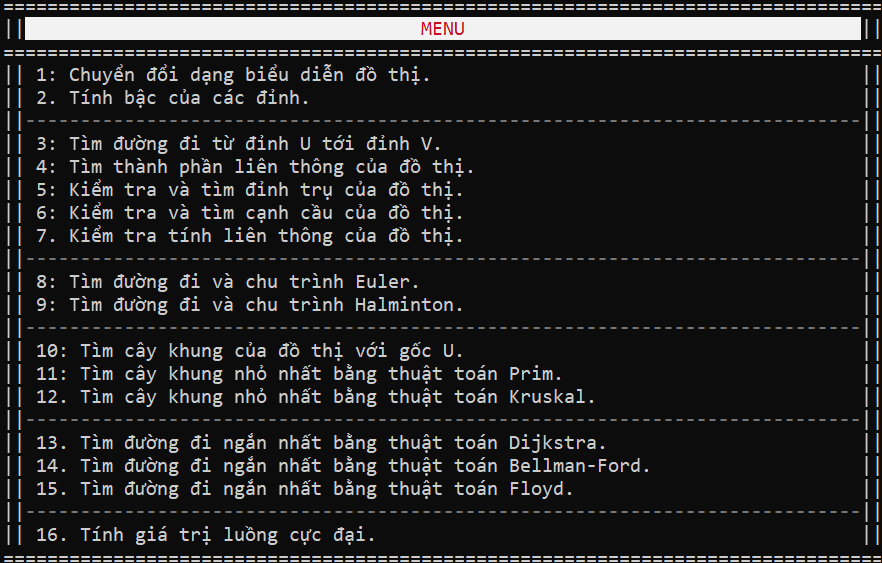 MENU
1: Chuyển đổi dạng biểu diễn đồ thị.
2. Tính bậc của các đỉnh.
3: Tìm đường đi từ đỉnh U tới đỉnh V.
4: Tìm thành phần liên thông của đồ thị.
5: Kiểm tra và tìm đỉnh trụ của đồ thị.
6: Kiểm tra và tìm cạnh cầu của đồ thị.
7. Kiểm tra tính liên thông của đồ thị.
8: Tìm đường đi và chu trình Euler.
9: Tìm đường đi và chu trình Halminton.
10: Tìm cây khung của đồ thị với gốc U.
11: Tìm cây khung nhỏ nhất bằng thuật toán Prim.
12. Tìm cây khung nhỏ nhất bằng thuật toán Kruskal.
13. Tìm đường đi ngắn nhất bằng thuật toán Dijkstra.
14. Tìm đường đi ngắn nhất bằng thuật toán Bellman-Ford.
15. Tìm đường đi ngắn nhất bằng thuật toán Floyd.
16. Tính giá trị luồng cực đại.